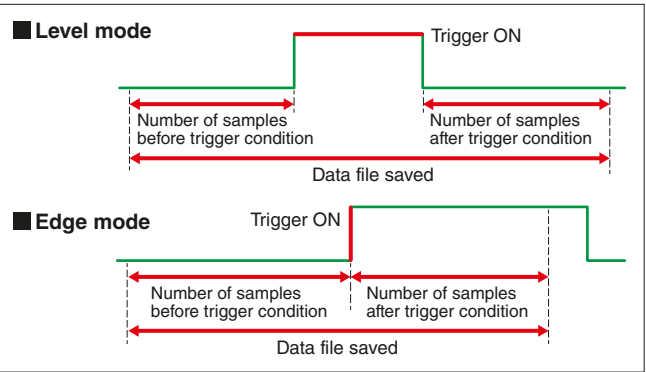 ■ Level mode
Trigger ON
Number of samples
before trigger condition
Number of samples
after trigger condition
Data file saved
■ Edge mode
Trigger ON
Number of samples
before trigger condition
Number of samples
after trigger condition
Data file saved